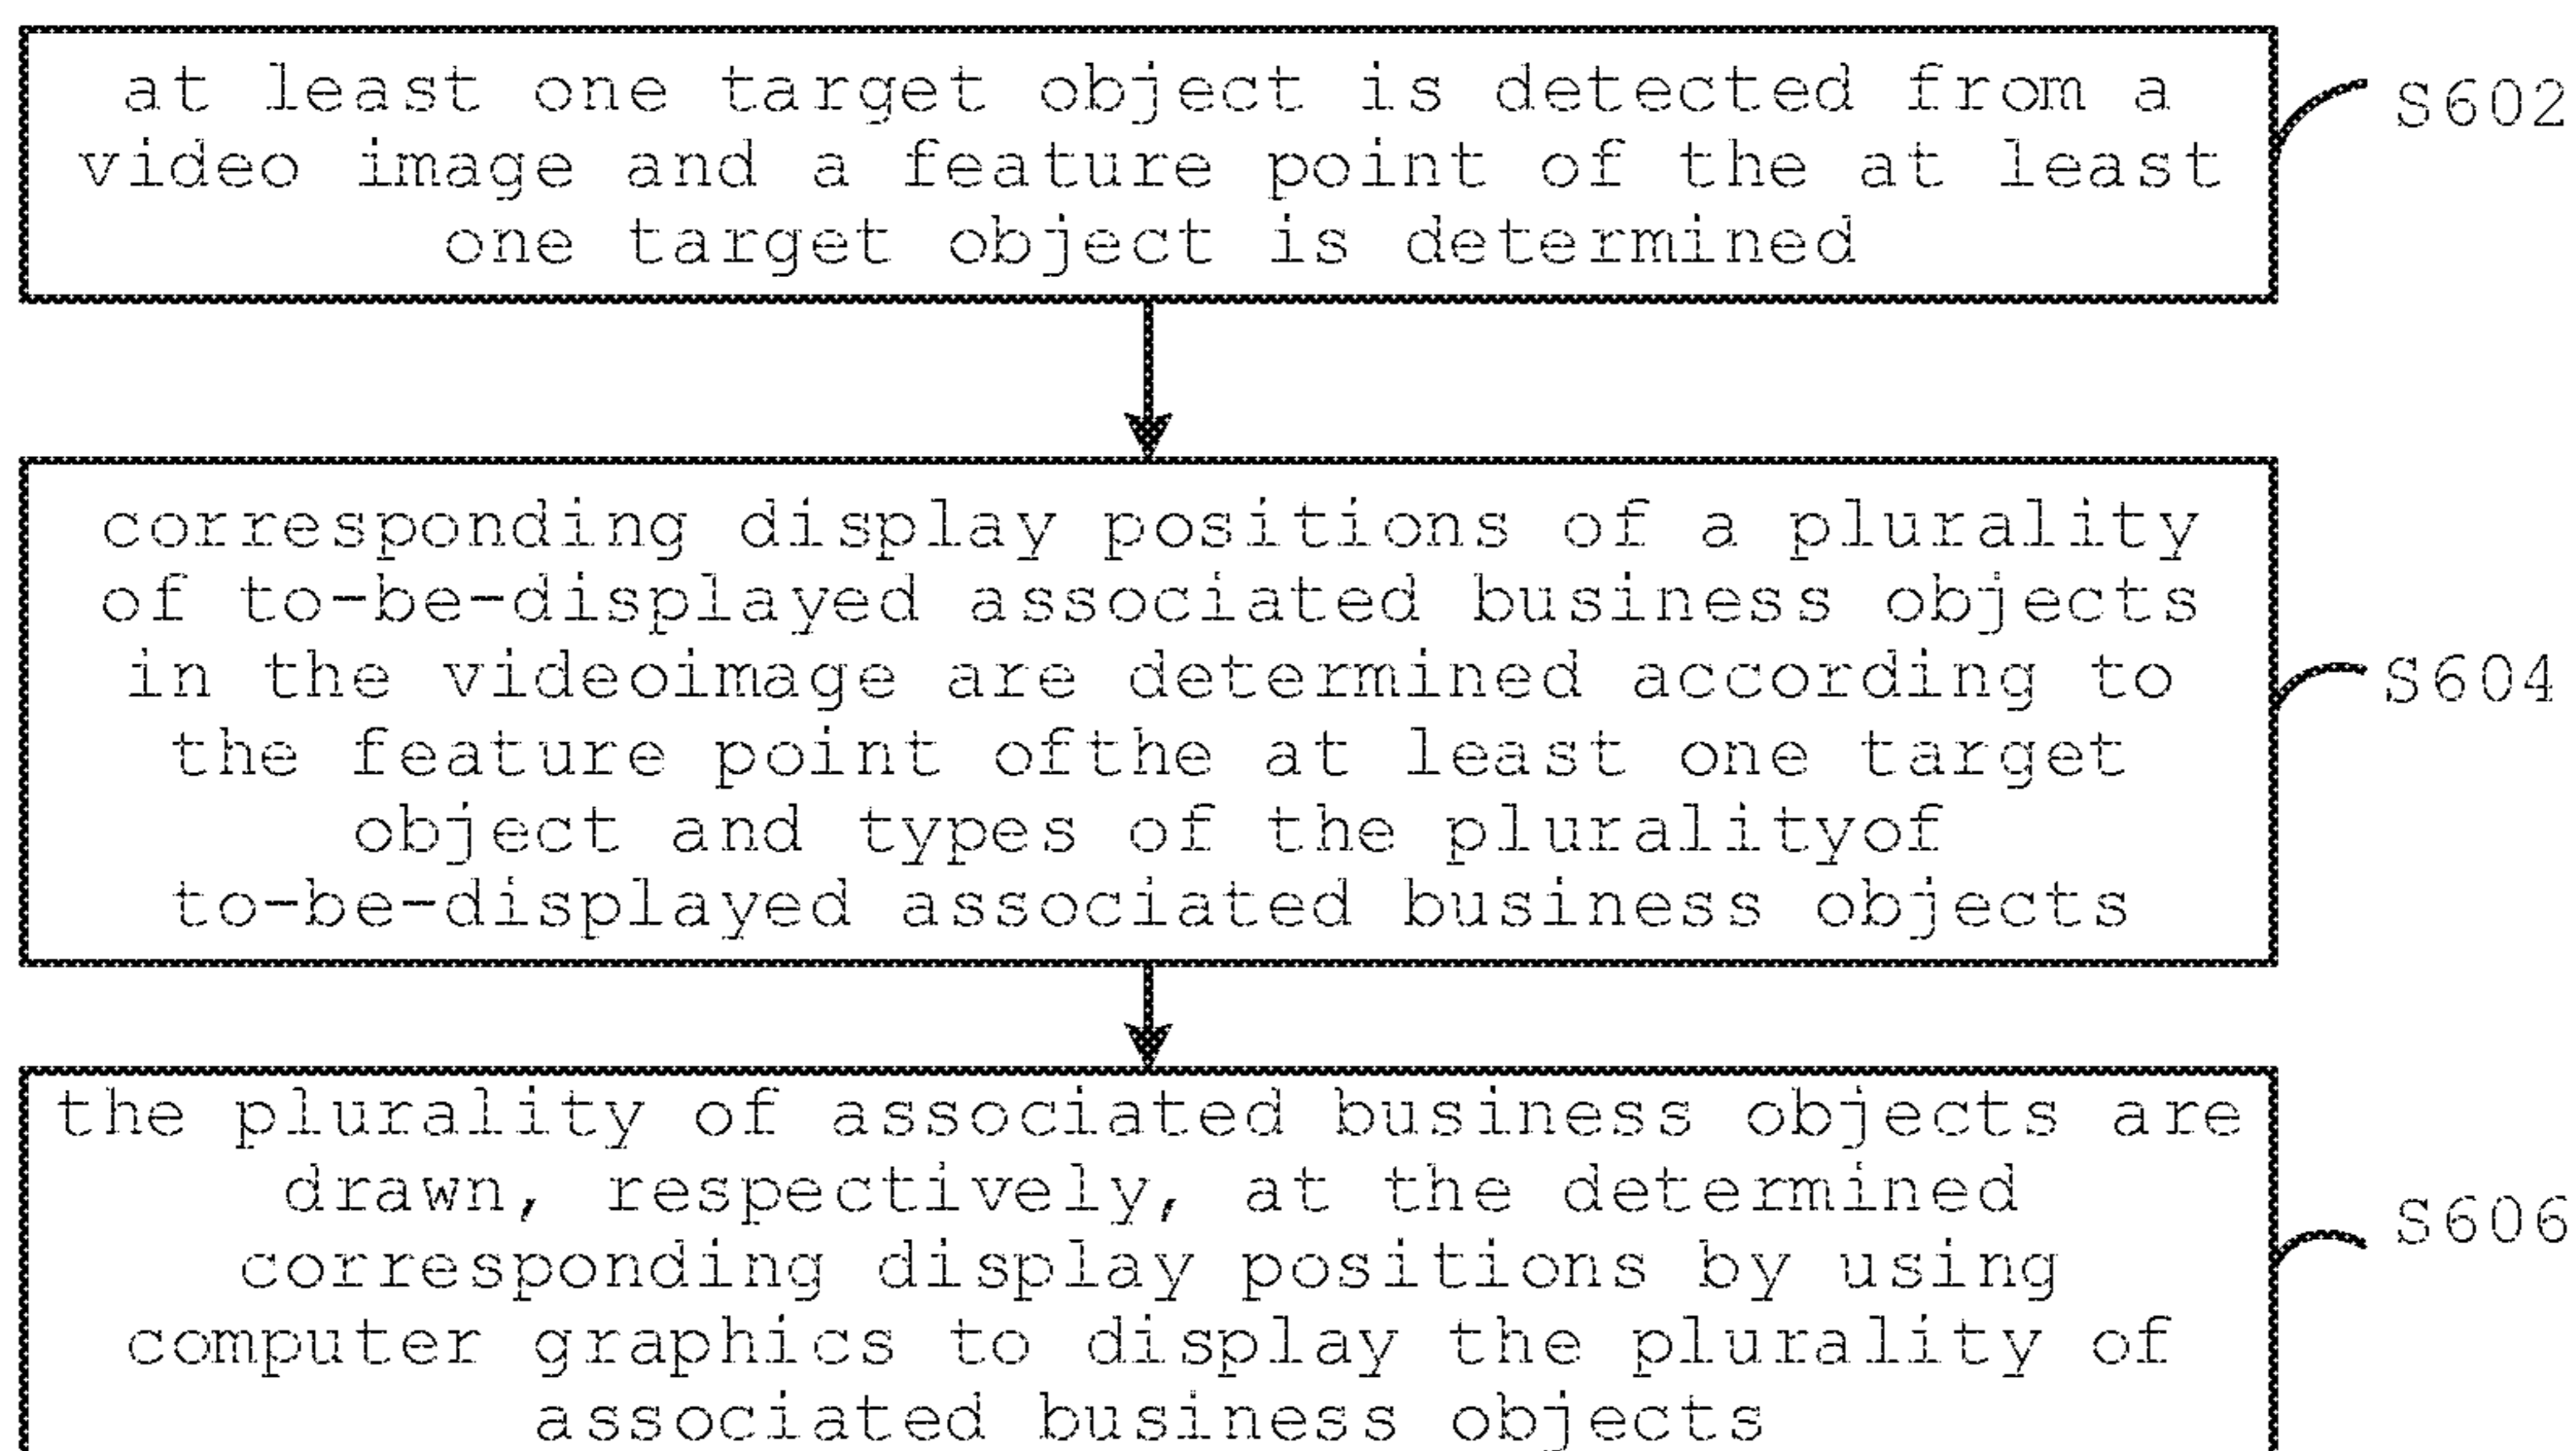 at least one target object is detected from a
video image and a feature point of the at least
one target object is determined
S602
corresponding display positions of a plurality
of to-be-displayed associated business objects
in the videoimage are determined according to
the feature point ofthe at least one target
object and types of the pluralityof
to-be-displayed associated business objects
S604
the plurality of associated business objects are
drawn, respectively, at the determined
corresponding display positions by using
computer graphics to display the plurality of
associated business objects
S606